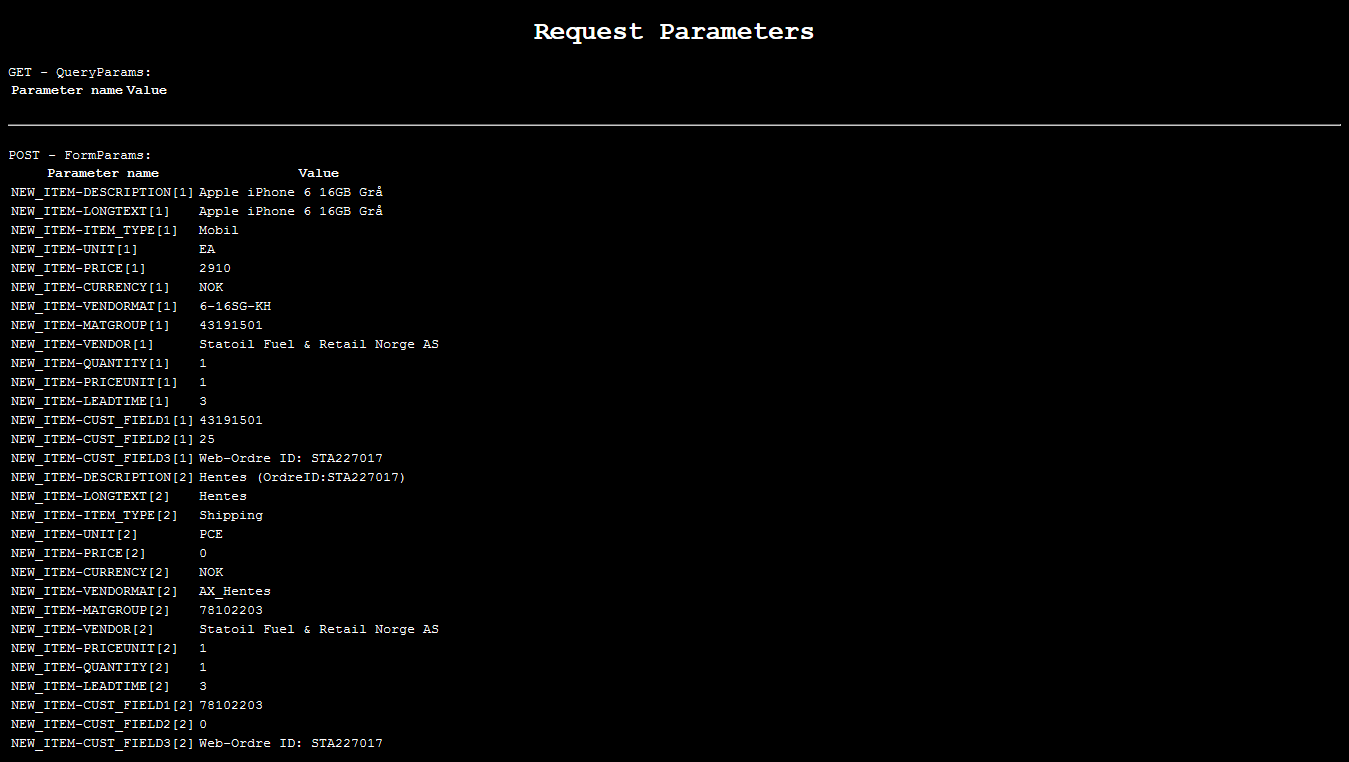 Request Parameters
GET - QueryParams:
Parameter name Value
POST - FormParams:
Parameter name Value
NEW_ITEM-DESCRIPTION[1] Apple iPhone 6 16GB Grå
NEW_ITEM-LONGTEXT[1] Apple iPhone 6 16GB Grå
NEW_ITEM-ITEM_TYPE[1] Mobil
NEW_ITEM-UNIT[1] EA
NEW_ITEM-PRICE[1] 2910
NEW_ITEM-CURRENCY[1] NOK
NEW_ITEM-VENDORMAT[1] 6-16SG-KH
NEW_ITEM-MATGROUP[1] 43191501
NEW_ITEM-VENDOR[1] Statoil Fuel & Retail Norge AS
NEW_ITEM-QUANTITY[1] 1
NEW_ITEM-PRICEUNIT[1] 1
NEW_ITEM-LEADTIME[1] 3
NEW_ITEM-CUST_FIELD1[1] 43191501
NEW_ITEM-CUST_FIELD2[1] 25
NEW_ITEM-CUST_FIELD3[1] Web-Ordre ID: STA227017
NEW_ITEM-DESCRIPTION[2] Hentes (OrdreID:STA227017)
NEW_ITEM-LONGTEXT[2] Hentes
NEW_ITEM-ITEM_TYPE[2] Shipping
NEW_ITEM-UNIT[2] PCE
NEW_ITEM-PRICE[2] 0
NEW_ITEM-CURRENCY[2] NOK
NEW_ITEM-VENDORMAT[2] AX_Hentes
NEW_ITEM-MATGROUP[2] 78102203
NEW_ITEM-VENDOR[2] Statoil Fuel & Retail Norge AS
NEW_ITEM-PRICEUNIT[2] 1
NEW_ITEM-QUANTITY[2] 1
NEW_ITEM-LEADTIME[2] 3
NEW_ITEM-CUST_FIELD1[2] 78102203
NEW_ITEM-CUST_FIELD2[2] 0
NEW_ITEM-CUST_FIELD3[2] Web-Ordre ID: STA227017